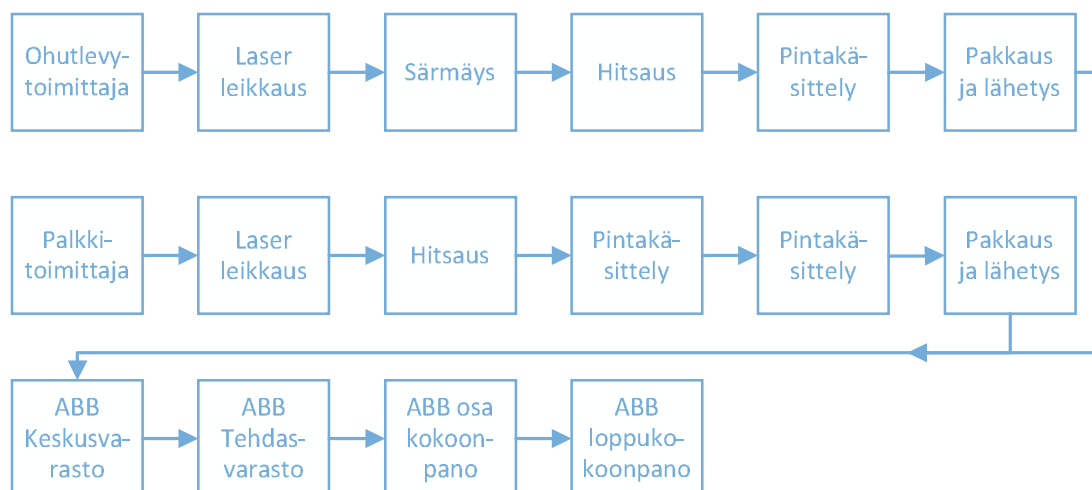 Ohutlevy-
toimittaja
Laser
leikkaus
Särmäys
Hitsaus
Pintakä-
sittely
Pakkaus
ja lähetys
Palkki-
toimittaja
Laser
leikkaus
Hitsaus
Pintakä-
sittely
Pintakä-
sittely
Pakkaus
ja lähetys
ABB
Keskusva-
rasto
ABB
Tehdas-
varasto
ABB osa
kokoon-
pano
ABB
loppuko-
koonpano